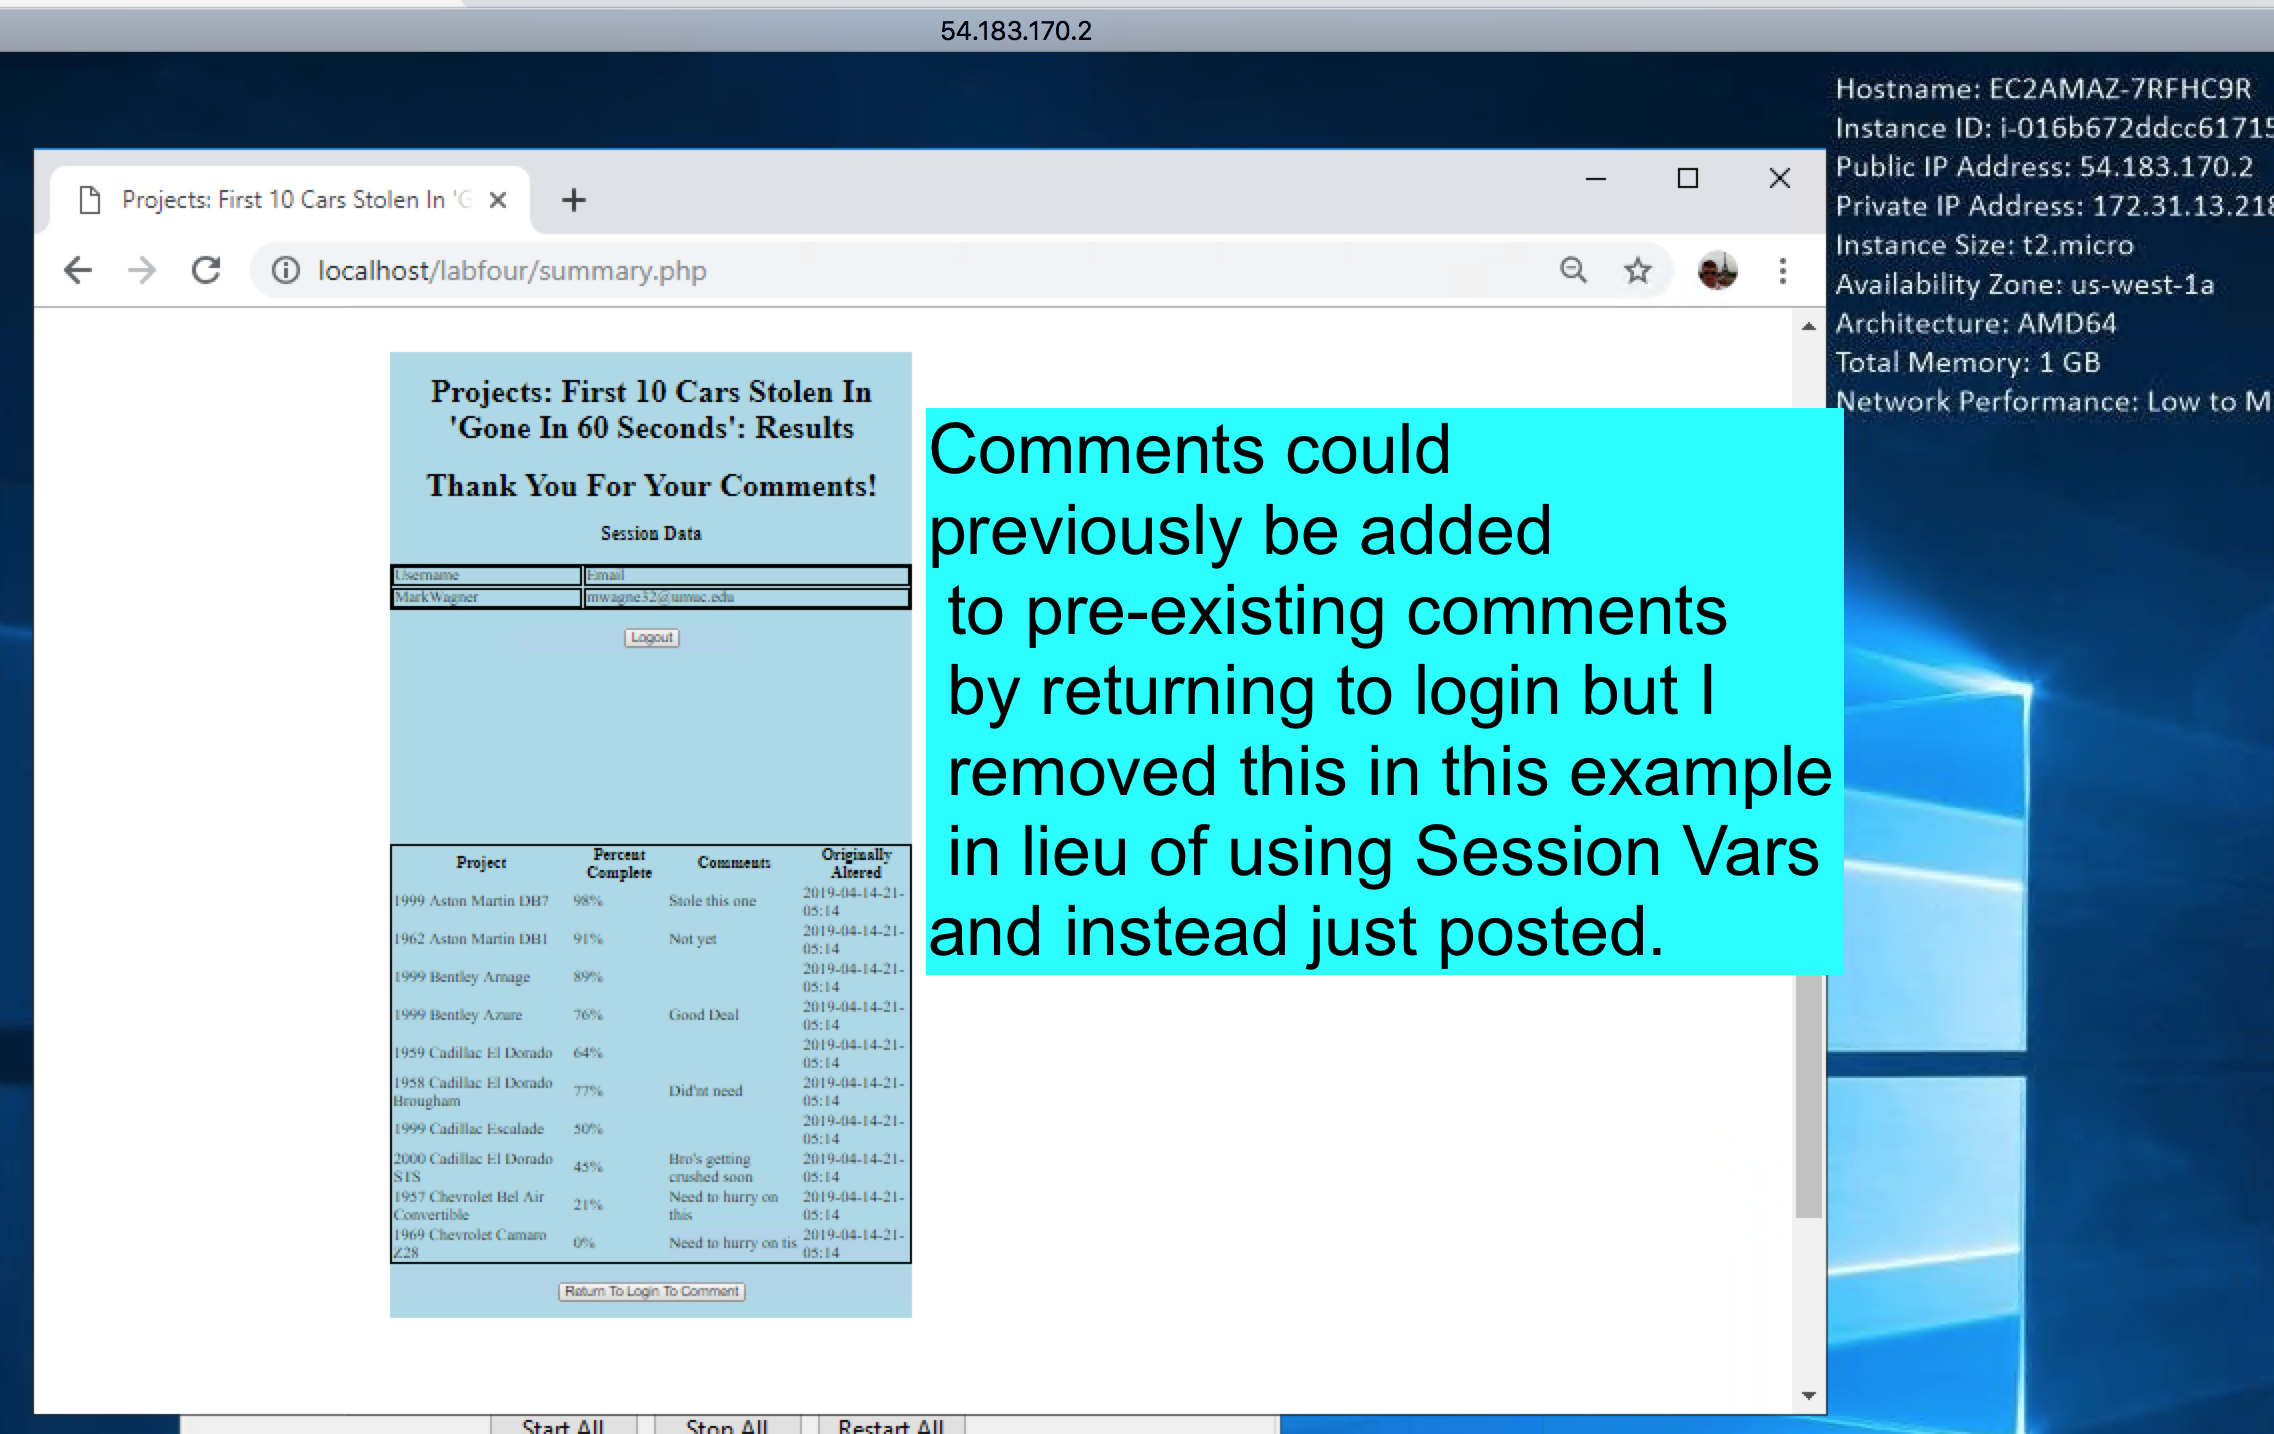 54.183.170.2
Hostname: EC2AMAZ-7RFHC9R
Instance ID: i-016b672ddcc61715
Public IP Address: 54.183.170.2
Private IP Address: 172.31.13.218
Instance Size: t2.micro
Availability Zone: us-west-1a
Architecture: AMD64
Total Memory: 1 GB
Network Performance: Low to M
Projects: First 10 Cars Stolen In 'G
localhost/labfour/summary.php
Projects: First 10 Cars Stolen In
'Gone In 60 Seconds': Results
Thank You For Your Comments!
Session Data
Username Email
MarkWagner mwagne32@umuc.edu
Logout
Comments could
previously be added
to pre-existing comments
by returning to login but I
removed this in this example
in lieu of using Session Vars
and instead just posted.
Project Percent Complete Comments Originally Altered
1999 Aston Martin DB7 98% Stole this one 2019-04-14-21-05:14
1962 Aston Martin DB1 91% Not yet 2019-04-14-21-05:14
1999 Bentley Arnage 89% 2019-04-14-21-05:14
1999 Bentley Azure 76% Good Deal 2019-04-14-21-05:14
1959 Cadillac El Dorado 64% 2019-04-14-21-05:14
1958 Cadillac El Dorado Brougham 77% Did'nt need 2019-04-14-21-05:14
1999 Cadillac Escalade 50% 2019-04-14-21-05:14
2000 Cadillac El Dorado STS 45% Bro's getting crushed soon 2019-04-14-21-05:14
1957 Chevrolet Bel Air Convertible 21% Need to hurry on this 2019-04-14-21-05:14
1969 Chevrolet Camaro Z28 0% Need to hurry on tis 2019-04-14-21-05:14
Return To Login To Comment
Start All Stop All Restart All